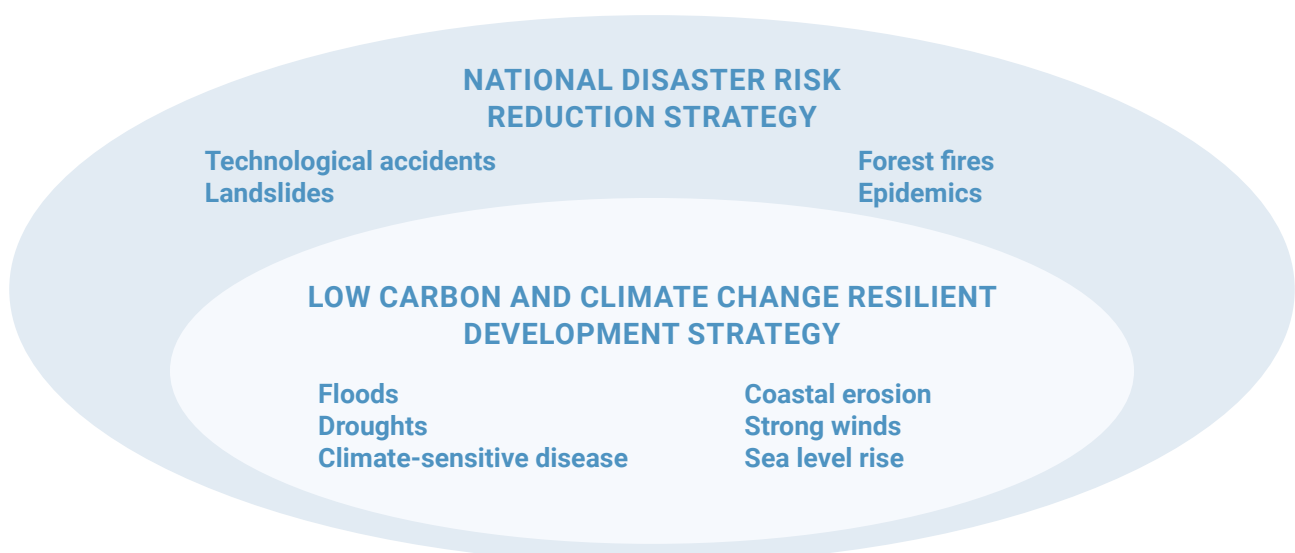 NATIONAL DISASTER RISK
REDUCTION STRATEGY
Technological accidents
Landslides
Forest fires
Epidemics
LOW CARBON AND CLIMATE CHANGE RESILIENT
DEVELOPMENT STRATEGY
Floods
Droughts
Climate-sensitive disease
Coastal erosion
Strong winds
Sea level rise